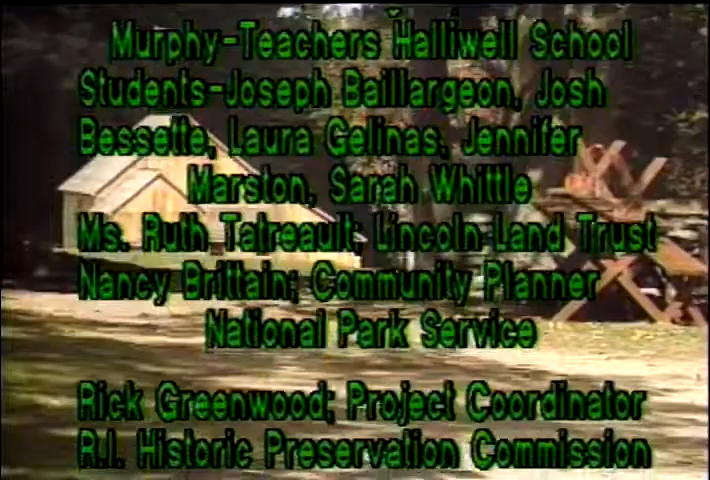 Murphy-Teachers Halliwell School
Students-Joseph Baillargeon, Josh
Bessette, Laura Gelinas, Jennifer
Marston, Sarah Whittle
Ms. Ruth Tatreault; Lincoln Land Trust
Nancy Brittain; Community Planner
National Park Service
Rick Greenwood; Project Coordinator
R.I. Historic Preservation Commission